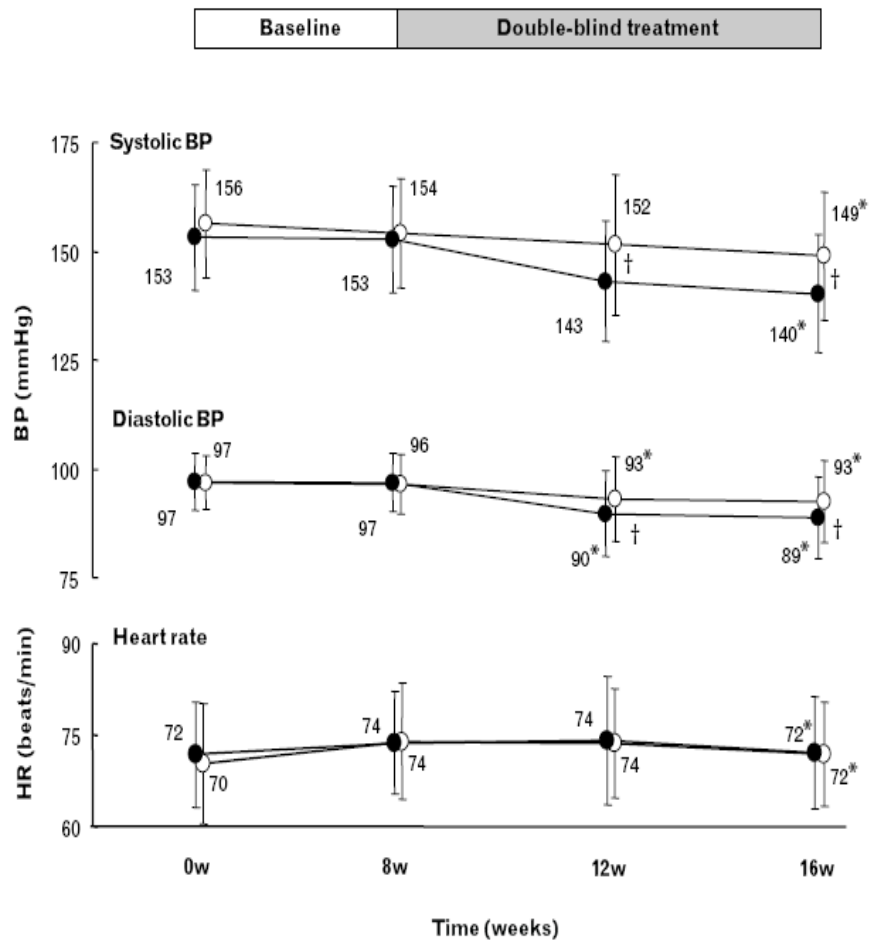 Baseline Double-blind treatment
175
Systolic BP
156 154
152
149*
150
†
†
153 153
143
140*
125
BP (mmHg)
Diastolic BP
97 96
93* 93*
100
97 97
†
†
90* 89*
75
90
Heart rate
HR (beats/min)
72 74 74 72*
75
70 74 74 72*
60
0w 8w 12w 16w
Time (weeks)